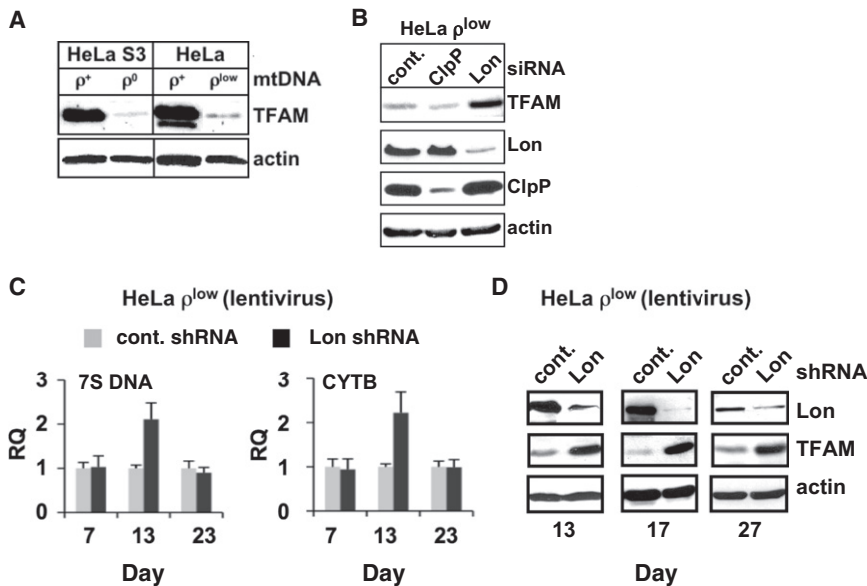 A
HeLa S3 HeLa
ρ⁺ ρ⁰ ρ⁺ ρˡᵒʷ mtDNA
TFAM
actin
B
HeLa ρˡᵒʷ
cont. ClpP Lon siRNA
TFAM
Lon
ClpP
actin
C
HeLa ρˡᵒʷ (lentivirus)
cont. shRNA Lon shRNA
7S DNA
RQ
3
2
1
0
7 13 23
Day
CYTB
RQ
3
2
1
0
7 13 23
Day
D
HeLa ρˡᵒʷ (lentivirus)
cont. Lon cont. Lon cont. Lon shRNA
Lon
TFAM
actin
13 17 27
Day